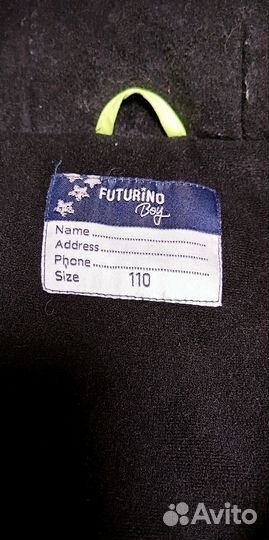 FUTURiNO
Boy
Name
Address
Phone
Size 110
Avito